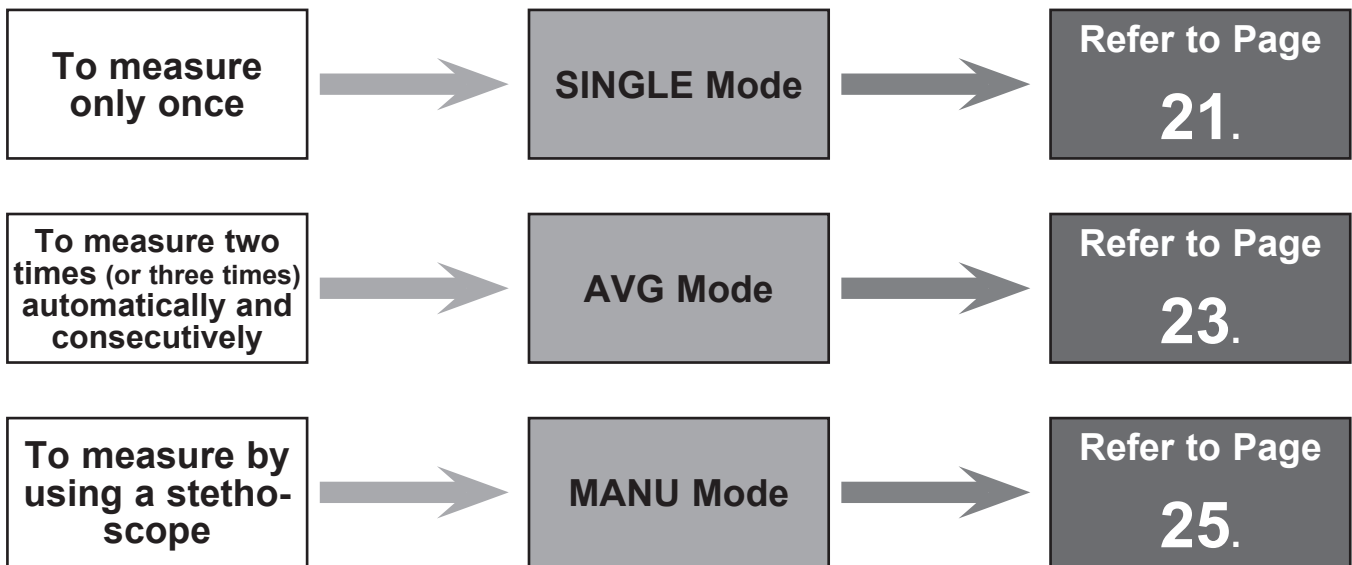 To measure
only once
SINGLE Mode
Refer to Page
21.
To measure two
times (or three times)
automatically and
consecutively
AVG Mode
Refer to Page
23.
To measure by
using a stetho-
scope
MANU Mode
Refer to Page
25.